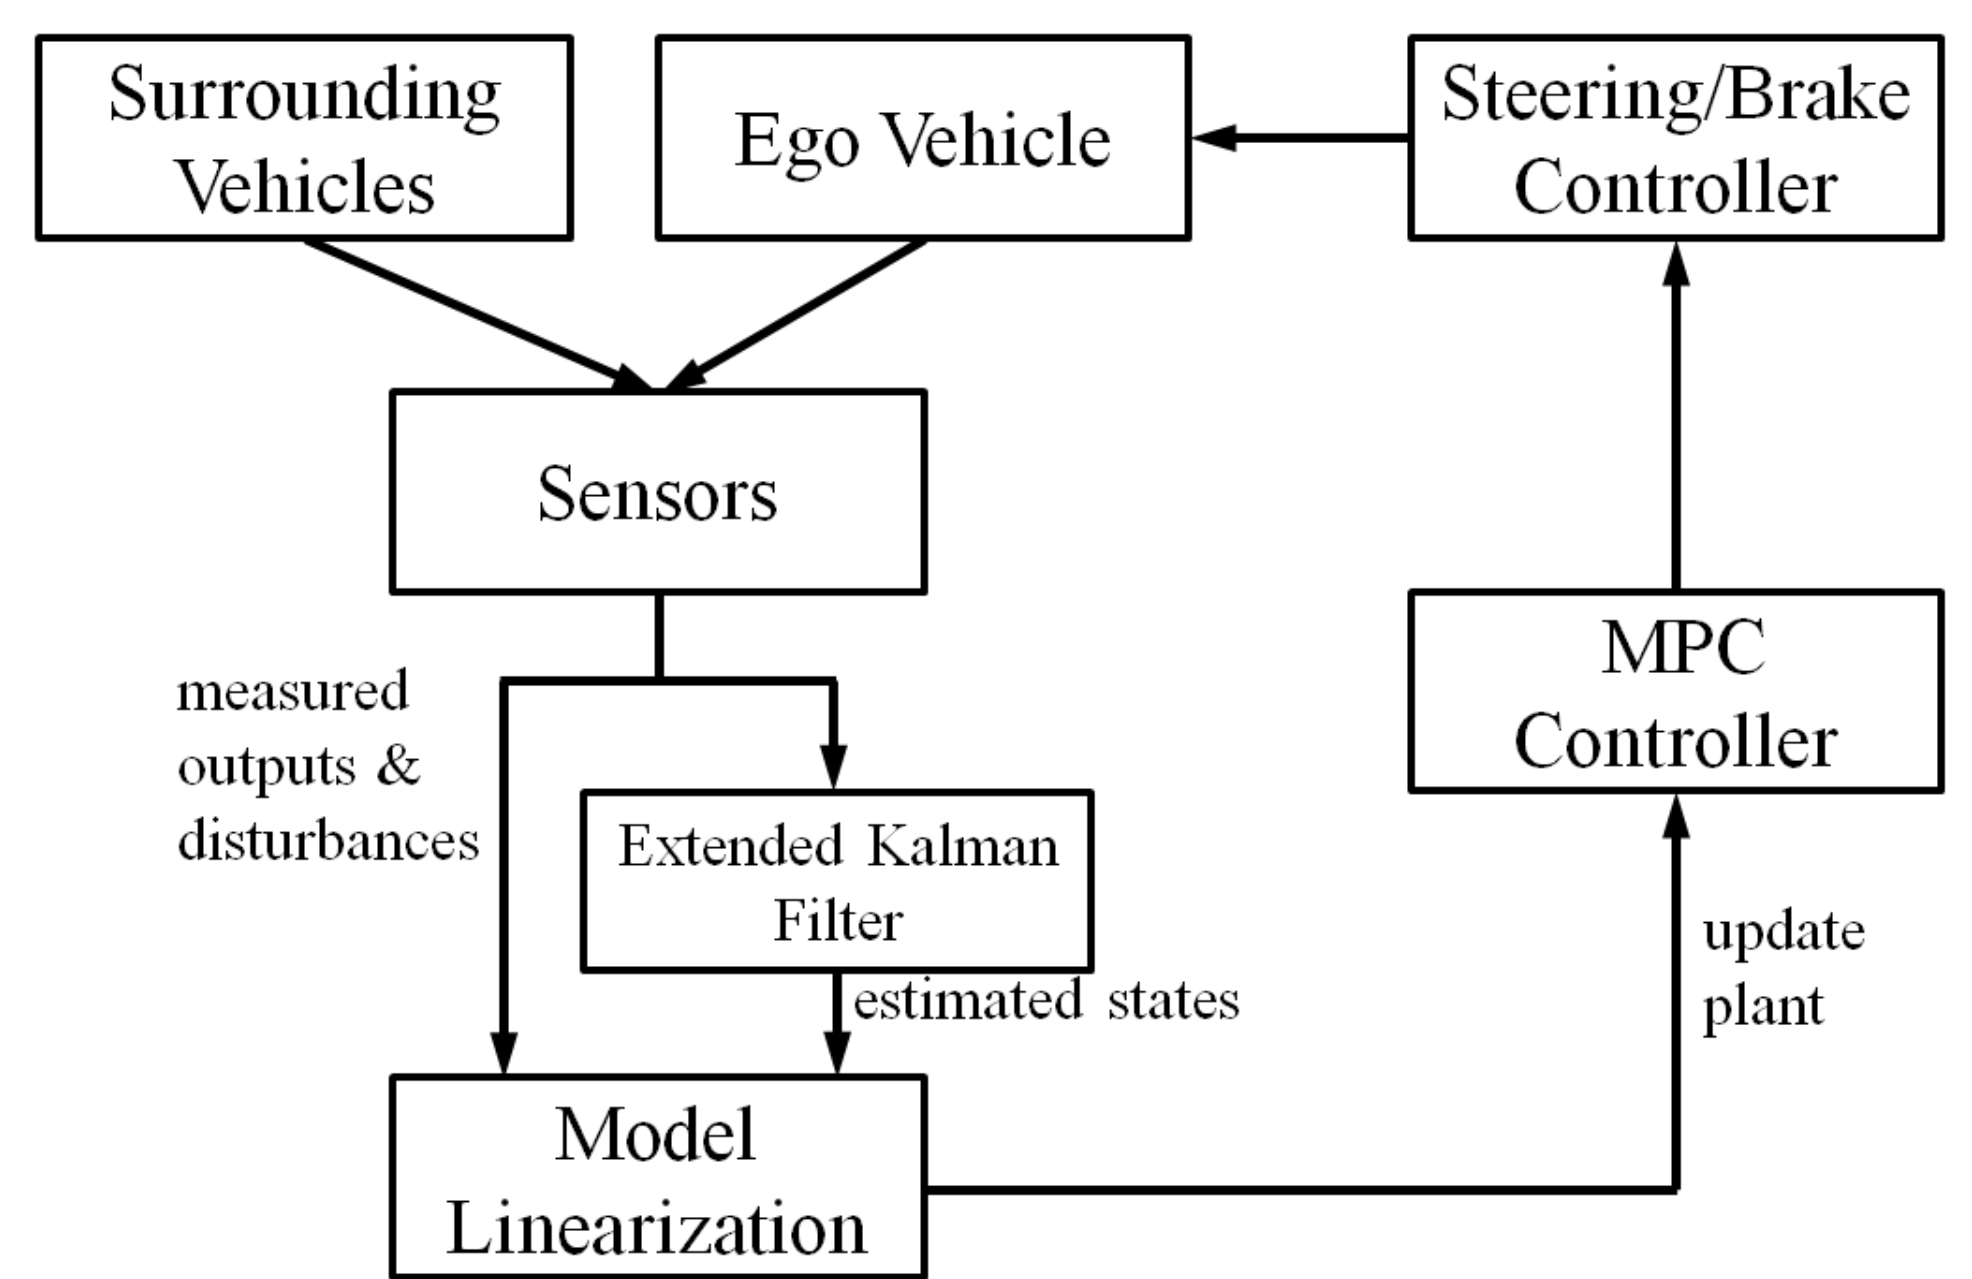 Surrounding
Vehicles
Ego Vehicle
Steering/Brake
Controller
Sensors
measured
outputs &
disturbances
Extended Kalman
Filter
estimated states
Model
Linearization
MPC
Controller
update
plant